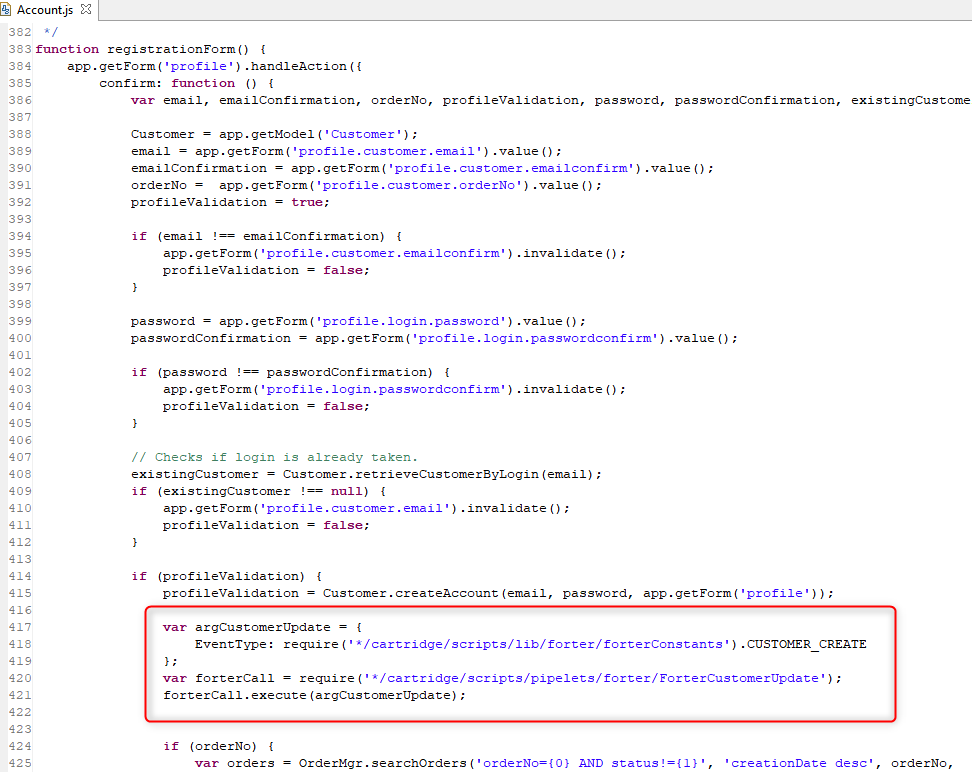 Account.js
382 */
383 function registrationForm() {
384 app.getForm('profile').handleAction({
385 confirm: function () {
386 var email, emailConfirmation, orderNo, profileValidation, password, passwordConfirmation, existingCustome
387
388 Customer = app.getModel('Customer');
389 email = app.getForm('profile.customer.email').value();
390 emailConfirmation = app.getForm('profile.customer.emailconfirm').value();
391 orderNo = app.getForm('profile.customer.orderNo').value();
392 profileValidation = true;
393
394 if (email !== emailConfirmation) {
395 app.getForm('profile.customer.emailconfirm').invalidate();
396 profileValidation = false;
397 }
398
399 password = app.getForm('profile.login.password').value();
400 passwordConfirmation = app.getForm('profile.login.passwordconfirm').value();
401
402 if (password !== passwordConfirmation) {
403 app.getForm('profile.login.passwordconfirm').invalidate();
404 profileValidation = false;
405 }
406
407 // Checks if login is already taken.
408 existingCustomer = Customer.retrieveCustomerByLogin(email);
409 if (existingCustomer !== null) {
410 app.getForm('profile.customer.email').invalidate();
411 profileValidation = false;
412 }
413
414 if (profileValidation) {
415 profileValidation = Customer.createAccount(email, password, app.getForm('profile'));
416
417 var argCustomerUpdate = {
418 EventType: require('*/cartridge/scripts/lib/forter/forterConstants').CUSTOMER_CREATE
419 };
420 var forterCall = require('*/cartridge/scripts/pipelets/forter/ForterCustomerUpdate');
421 forterCall.execute(argCustomerUpdate);
422
423
424 if (orderNo) {
425 var orders = OrderMgr.searchOrders('orderNo={0} AND status!={1}', 'creationDate desc', orderNo,